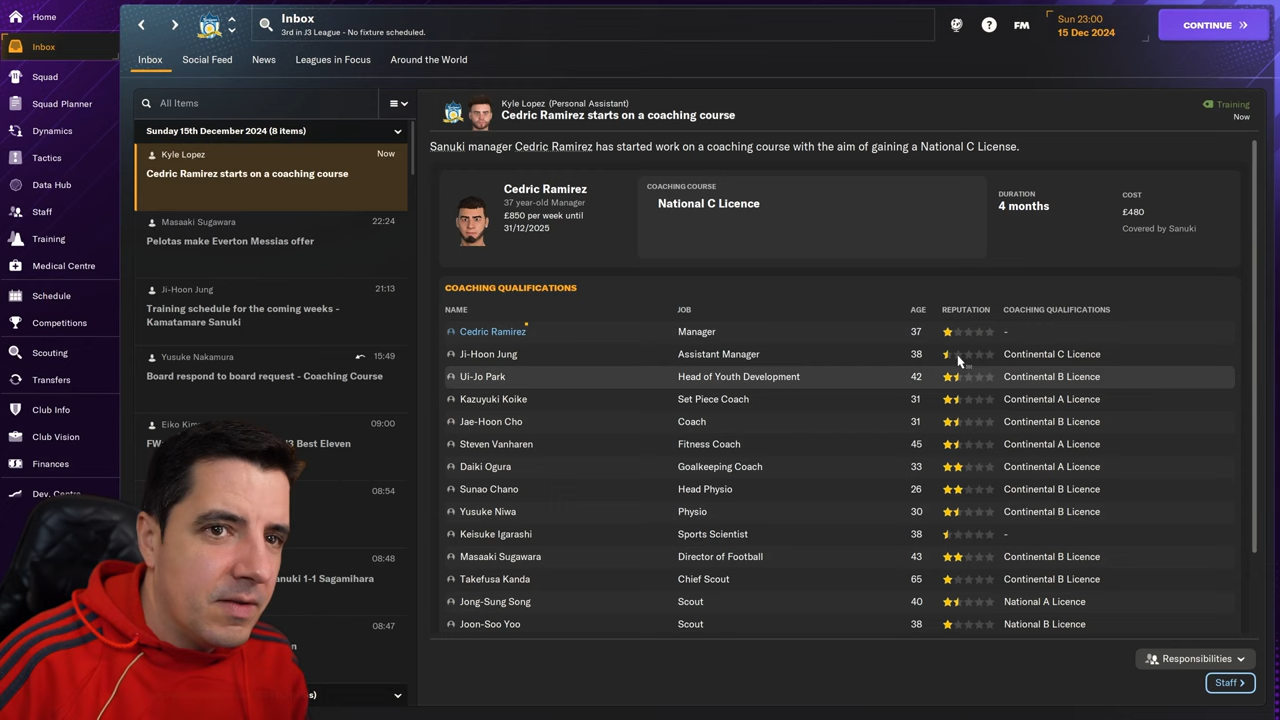 Home
Inbox
Squad
Squad Planner
Dynamics
Tactics
Data Hub
Staff
Training
Medical Centre
Schedule
Competitions
Scouting
Transfers
Club Info
Club Vision
Finances
Dev. Centre
Inbox
3rd in J3 League - No fixture scheduled.
FM
Sun 23:00
15 Dec 2024
CONTINUE
Inbox
Social Feed
News
Leagues in Focus
Around the World
All Items
Sunday 15th December 2024 (8 items)
Kyle Lopez Now
Cedric Ramirez starts on a coaching course
Masaaki Sugawara 22:24
Pelotas make Everton Messias offer
Ji-Hoon Jung 21:13
Training schedule for the coming weeks -
Kamatamare Sanuki
Yusuke Nakamura 15:49
Board respond to board request - Coaching Course
Eiko 09:00
FW 3 Best Eleven
08:54
08:48
anuki 1-1 Sagamihara
08:47
Kyle Lopez (Personal Assistant)
Cedric Ramirez starts on a coaching course
Training
Now
Sanuki manager Cedric Ramirez has started work on a coaching course with the aim of gaining a National C License.
Cedric Ramirez
37 year-old Manager
£850 per week until
31/12/2025
COACHING COURSE
National C Licence
DURATION
4 months
COST
£480
Covered by Sanuki
COACHING QUALIFICATIONS
NAME JOB AGE REPUTATION COACHING QUALIFICATIONS
Cedric Ramirez Manager 37 -
Ji-Hoon Jung Assistant Manager 38 Continental C Licence
Ui-Jo Park Head of Youth Development 42 Continental B Licence
Kazuyuki Koike Set Piece Coach 31 Continental A Licence
Jae-Hoon Cho Coach 31 Continental B Licence
Steven Vanharen Fitness Coach 45 Continental A Licence
Daiki Ogura Goalkeeping Coach 33 Continental A Licence
Sunao Chano Head Physio 26 Continental B Licence
Yusuke Niwa Physio 30 Continental B Licence
Keisuke Igarashi Sports Scientist 38 -
Masaaki Sugawara Director of Football 43 Continental B Licence
Takefusa Kanda Chief Scout 65 Continental B Licence
Jong-Sung Song Scout 40 National A Licence
Joon-Soo Yoo Scout 38 National B Licence
Responsibilities
Staff